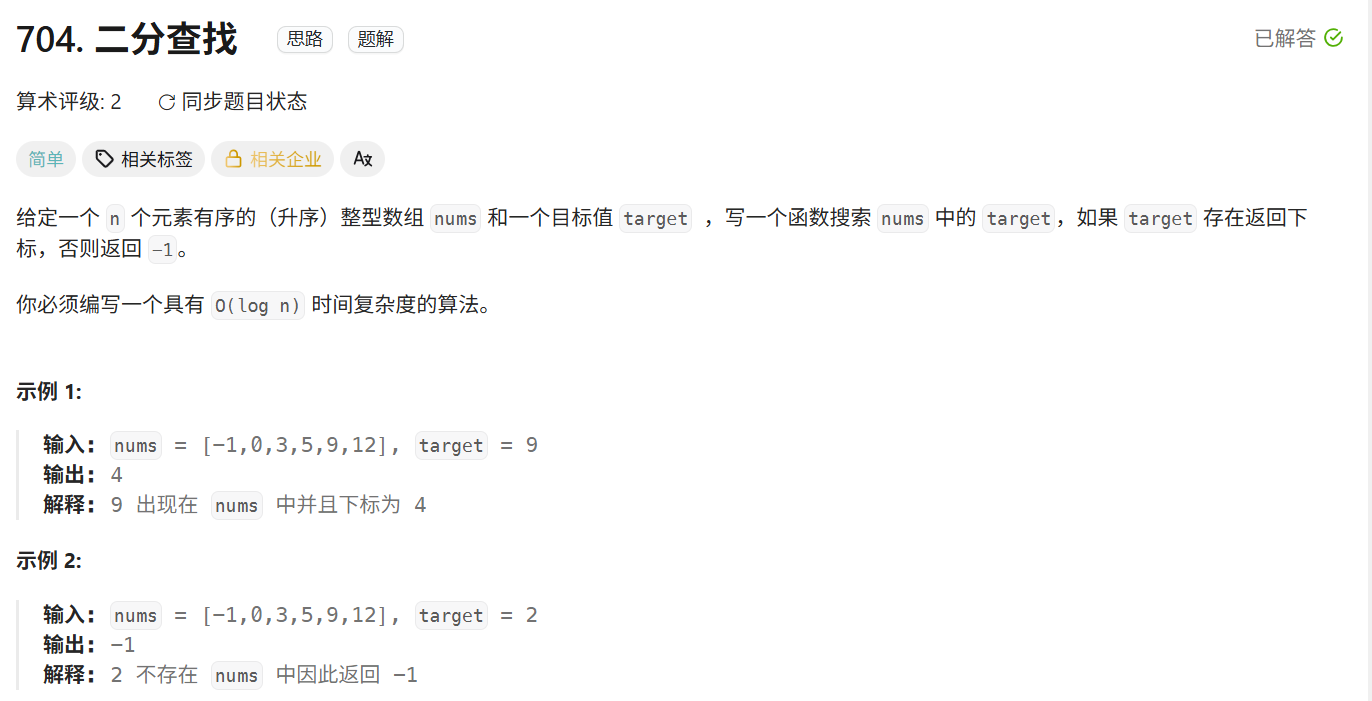 704. 二分查找 思路 题解 已解答
算术评级: 2 同步题目状态
简单 相关标签 相关企业 Aあ
给定一个 n 个元素有序的（升序）整型数组 nums 和一个目标值 target ，写一个函数搜索 nums 中的 target，如果 target 存在返回下
标，否则返回 -1。
你必须编写一个具有 O(log n) 时间复杂度的算法。
示例 1:
输入: nums = [-1,0,3,5,9,12], target = 9
输出: 4
解释: 9 出现在 nums 中并且下标为 4
示例 2:
输入: nums = [-1,0,3,5,9,12], target = 2
输出: -1
解释: 2 不存在 nums 中因此返回 -1